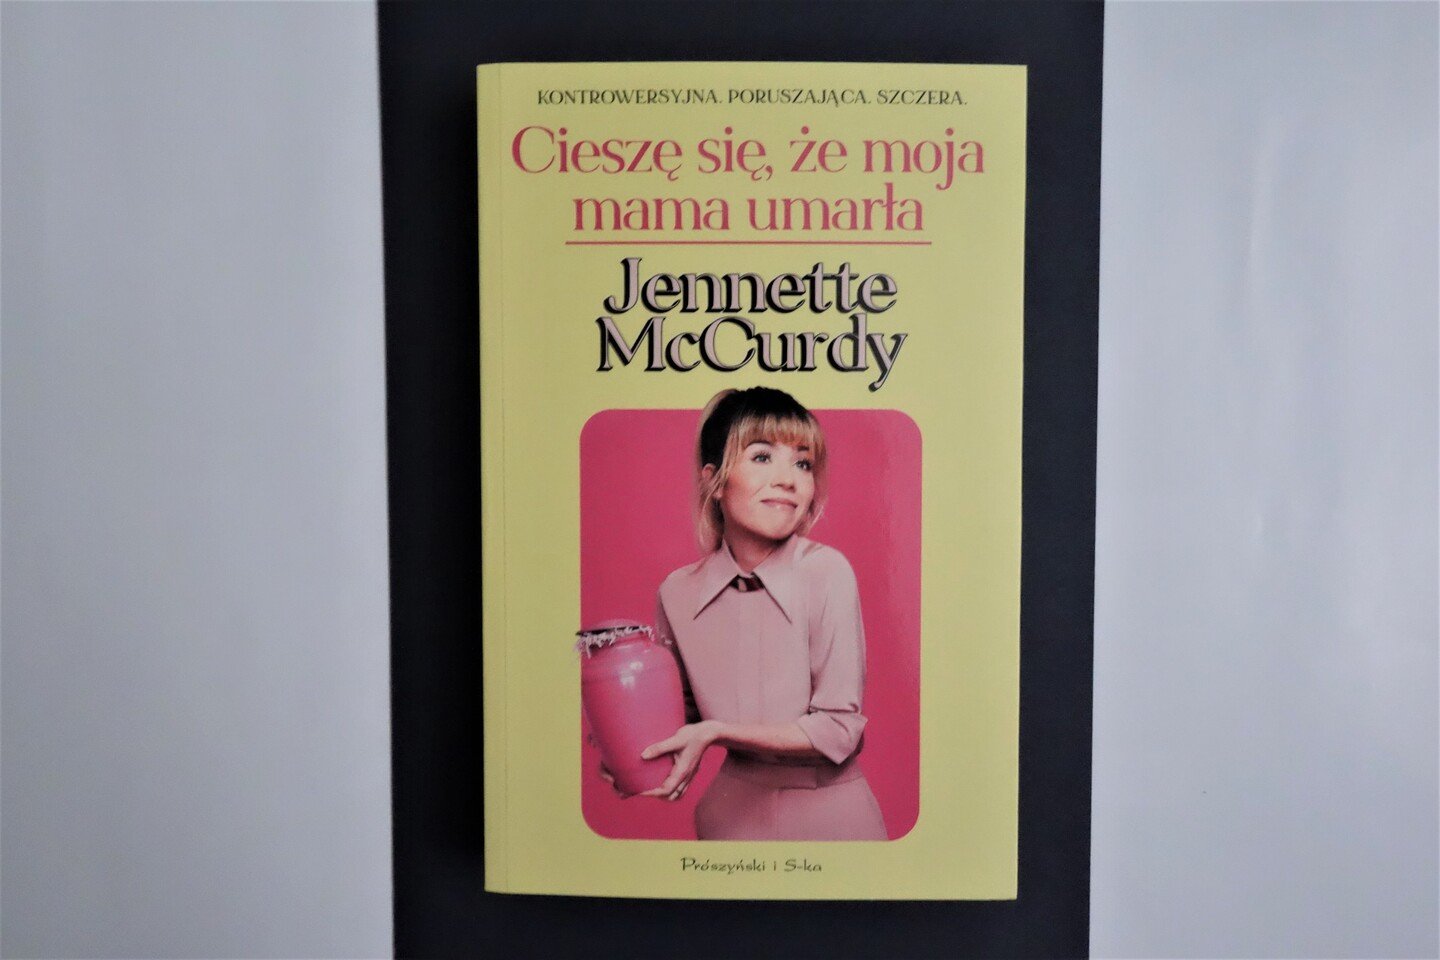 KONTROWERSYJNA. PORUSZAJĄCA. SZCZERA.
Cieszę się, że moja
mama umarła
Jennette
McCurdy
Prószyński i S-ka